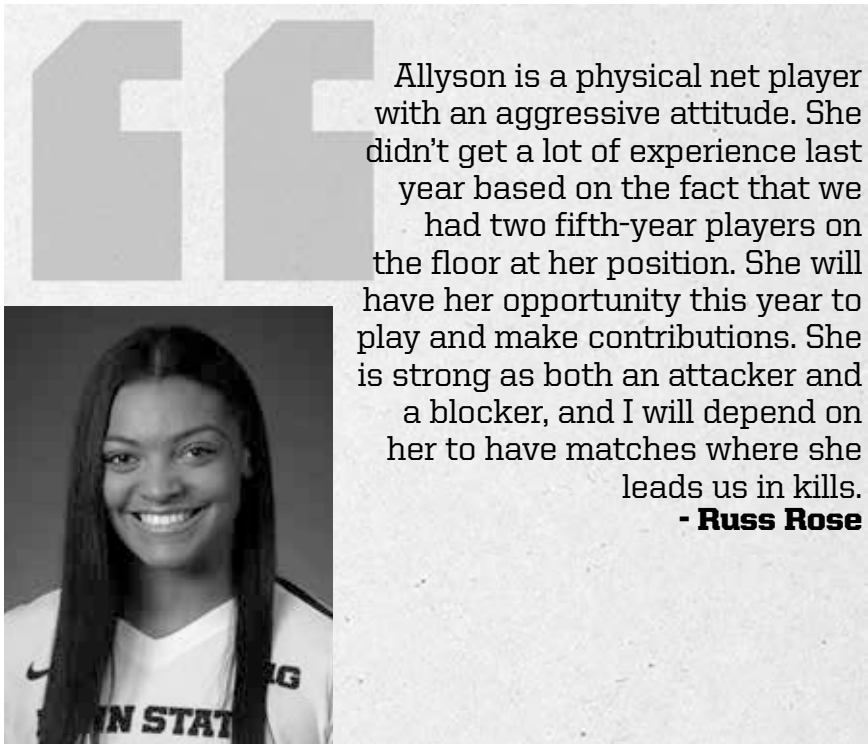 Allyson is a physical net player
with an aggressive attitude. She
didn’t get a lot of experience last
year based on the fact that we
had two fifth-year players on
the floor at her position. She will
have her opportunity this year to
play and make contributions. She
is strong as both an attacker and
a blocker, and I will depend on
her to have matches where she
leads us in kills.
- Russ Rose
STAT